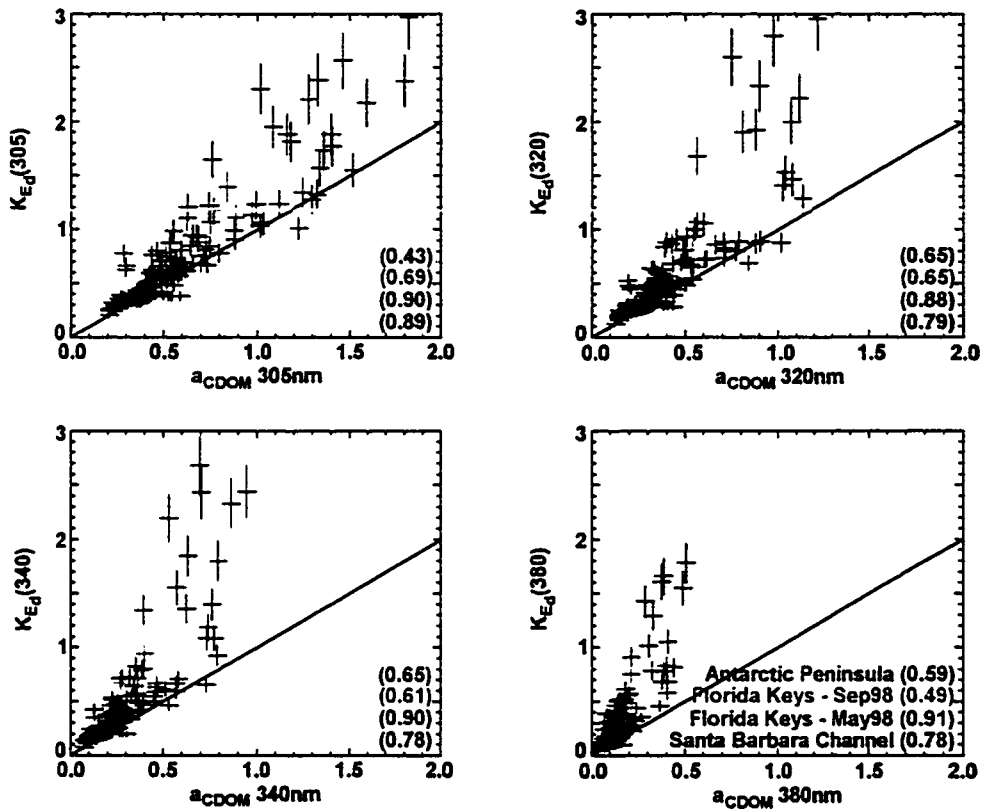 3
2
1
0
K_Ed(305)
(0.43)
(0.69)
(0.90)
(0.89)
0.0 0.5 1.0 1.5 2.0
a_CDOM 305nm
3
2
1
0
K_Ed(320)
(0.65)
(0.65)
(0.88)
(0.79)
0.0 0.5 1.0 1.5 2.0
a_CDOM 320nm
3
2
1
0
K_Ed(340)
(0.65)
(0.61)
(0.90)
(0.78)
0.0 0.5 1.0 1.5 2.0
a_CDOM 340nm
3
2
1
0
K_Ed(380)
Antarctic Peninsula (0.59)
Florida Keys - Sep98 (0.49)
Florida Keys - May98 (0.91)
Santa Barbara Channel (0.78)
0.0 0.5 1.0 1.5 2.0
a_CDOM 380nm